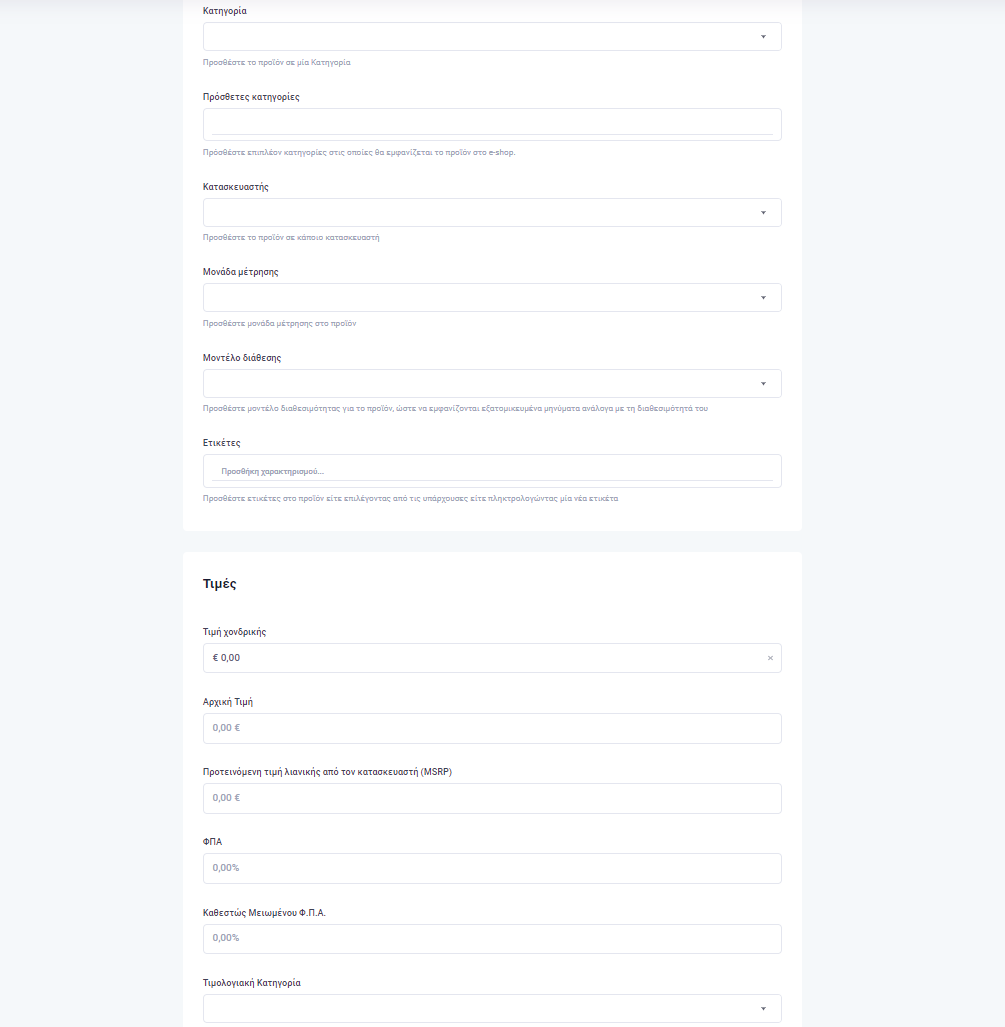 Κατηγορία
Προσθέστε το προϊόν σε μία Κατηγορία
Πρόσθετες κατηγορίες
Πρόσθέστε επιπλέον κατηγορίες στις οποίες θα εμφανίζεται το προϊόν στο e-shop.
Κατασκευαστής
Προσθέστε το προϊόν σε κάποιο κατασκευαστή
Μονάδα μέτρησης
Προσθέστε μονάδα μέτρησης στο προϊόν
Μοντέλο διάθεσης
Προσθέστε μοντέλο διαθεσιμότητας για το προϊόν, ώστε να εμφανίζονται εξατομικευμένα μηνύματα ανάλογα με τη διαθεσιμότητά του
Ετικέτες
Προσθήκη χαρακτηρισμού...
Προσθέστε ετικέτες στο προϊόν είτε επιλέγοντας από τις υπάρχουσες είτε πληκτρολογώντας μία νέα ετικέτα
Τιμές
Τιμή χονδρικής
€ 0,00 ×
Αρχική Τιμή
0,00 €
Προτεινόμενη τιμή λιανικής από τον κατασκευαστή (MSRP)
0,00 €
ΦΠΑ
0,00%
Καθεστώς Μειωμένου Φ.Π.Α.
0,00%
Τιμολογιακή Κατηγορία